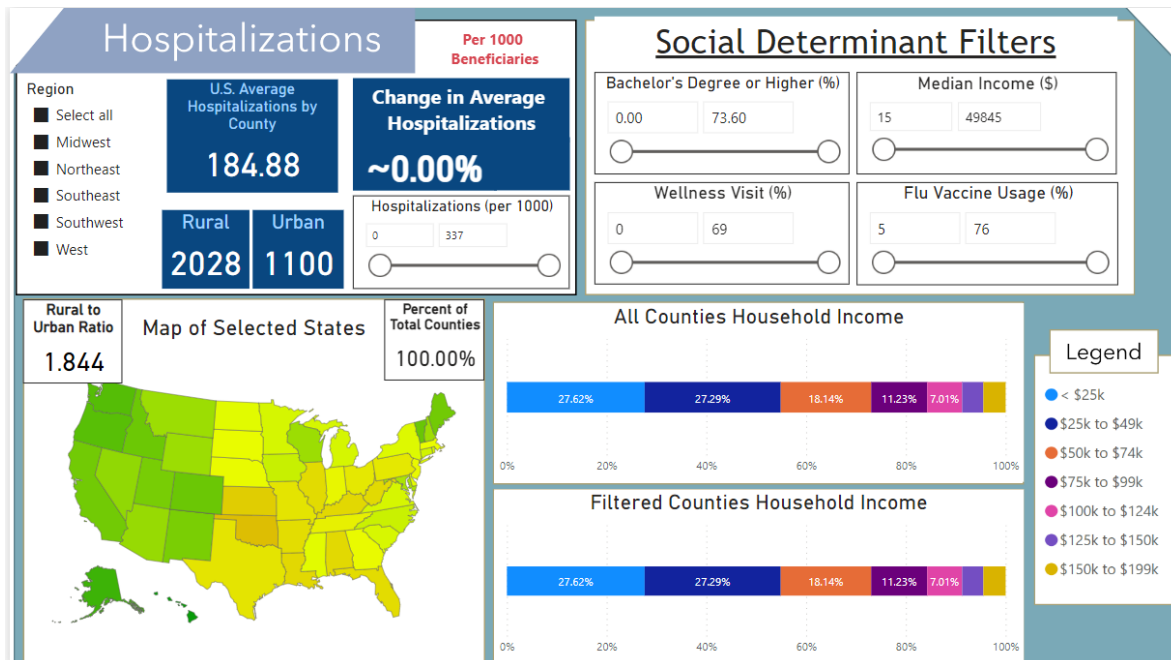 Hospitalizations
Per 1000
Beneficiaries
Region
Select all
Midwest
Northeast
Southeast
Southwest
West
U.S. Average
Hospitalizations by
County
184.88
Change in Average
Hospitalizations
~0.00%
Rural
2028
Urban
1100
Hospitalizations (per 1000)
0
337
Social Determinant Filters
Bachelor's Degree or Higher (%)
0.00
73.60
Median Income ($)
15
49845
Wellness Visit (%)
0
69
Flu Vaccine Usage (%)
5
76
Rural to
Urban Ratio
1.844
Map of Selected States
Percent of
Total Counties
100.00%
All Counties Household Income
27.62%
27.29%
18.14%
11.23%
7.01%
0%
20%
40%
60%
80%
100%
Filtered Counties Household Income
27.62%
27.29%
18.14%
11.23%
7.01%
0%
20%
40%
60%
80%
100%
Legend
< $25k
$25k to $49k
$50k to $74k
$75k to $99k
$100k to $124k
$125k to $150k
$150k to $199k